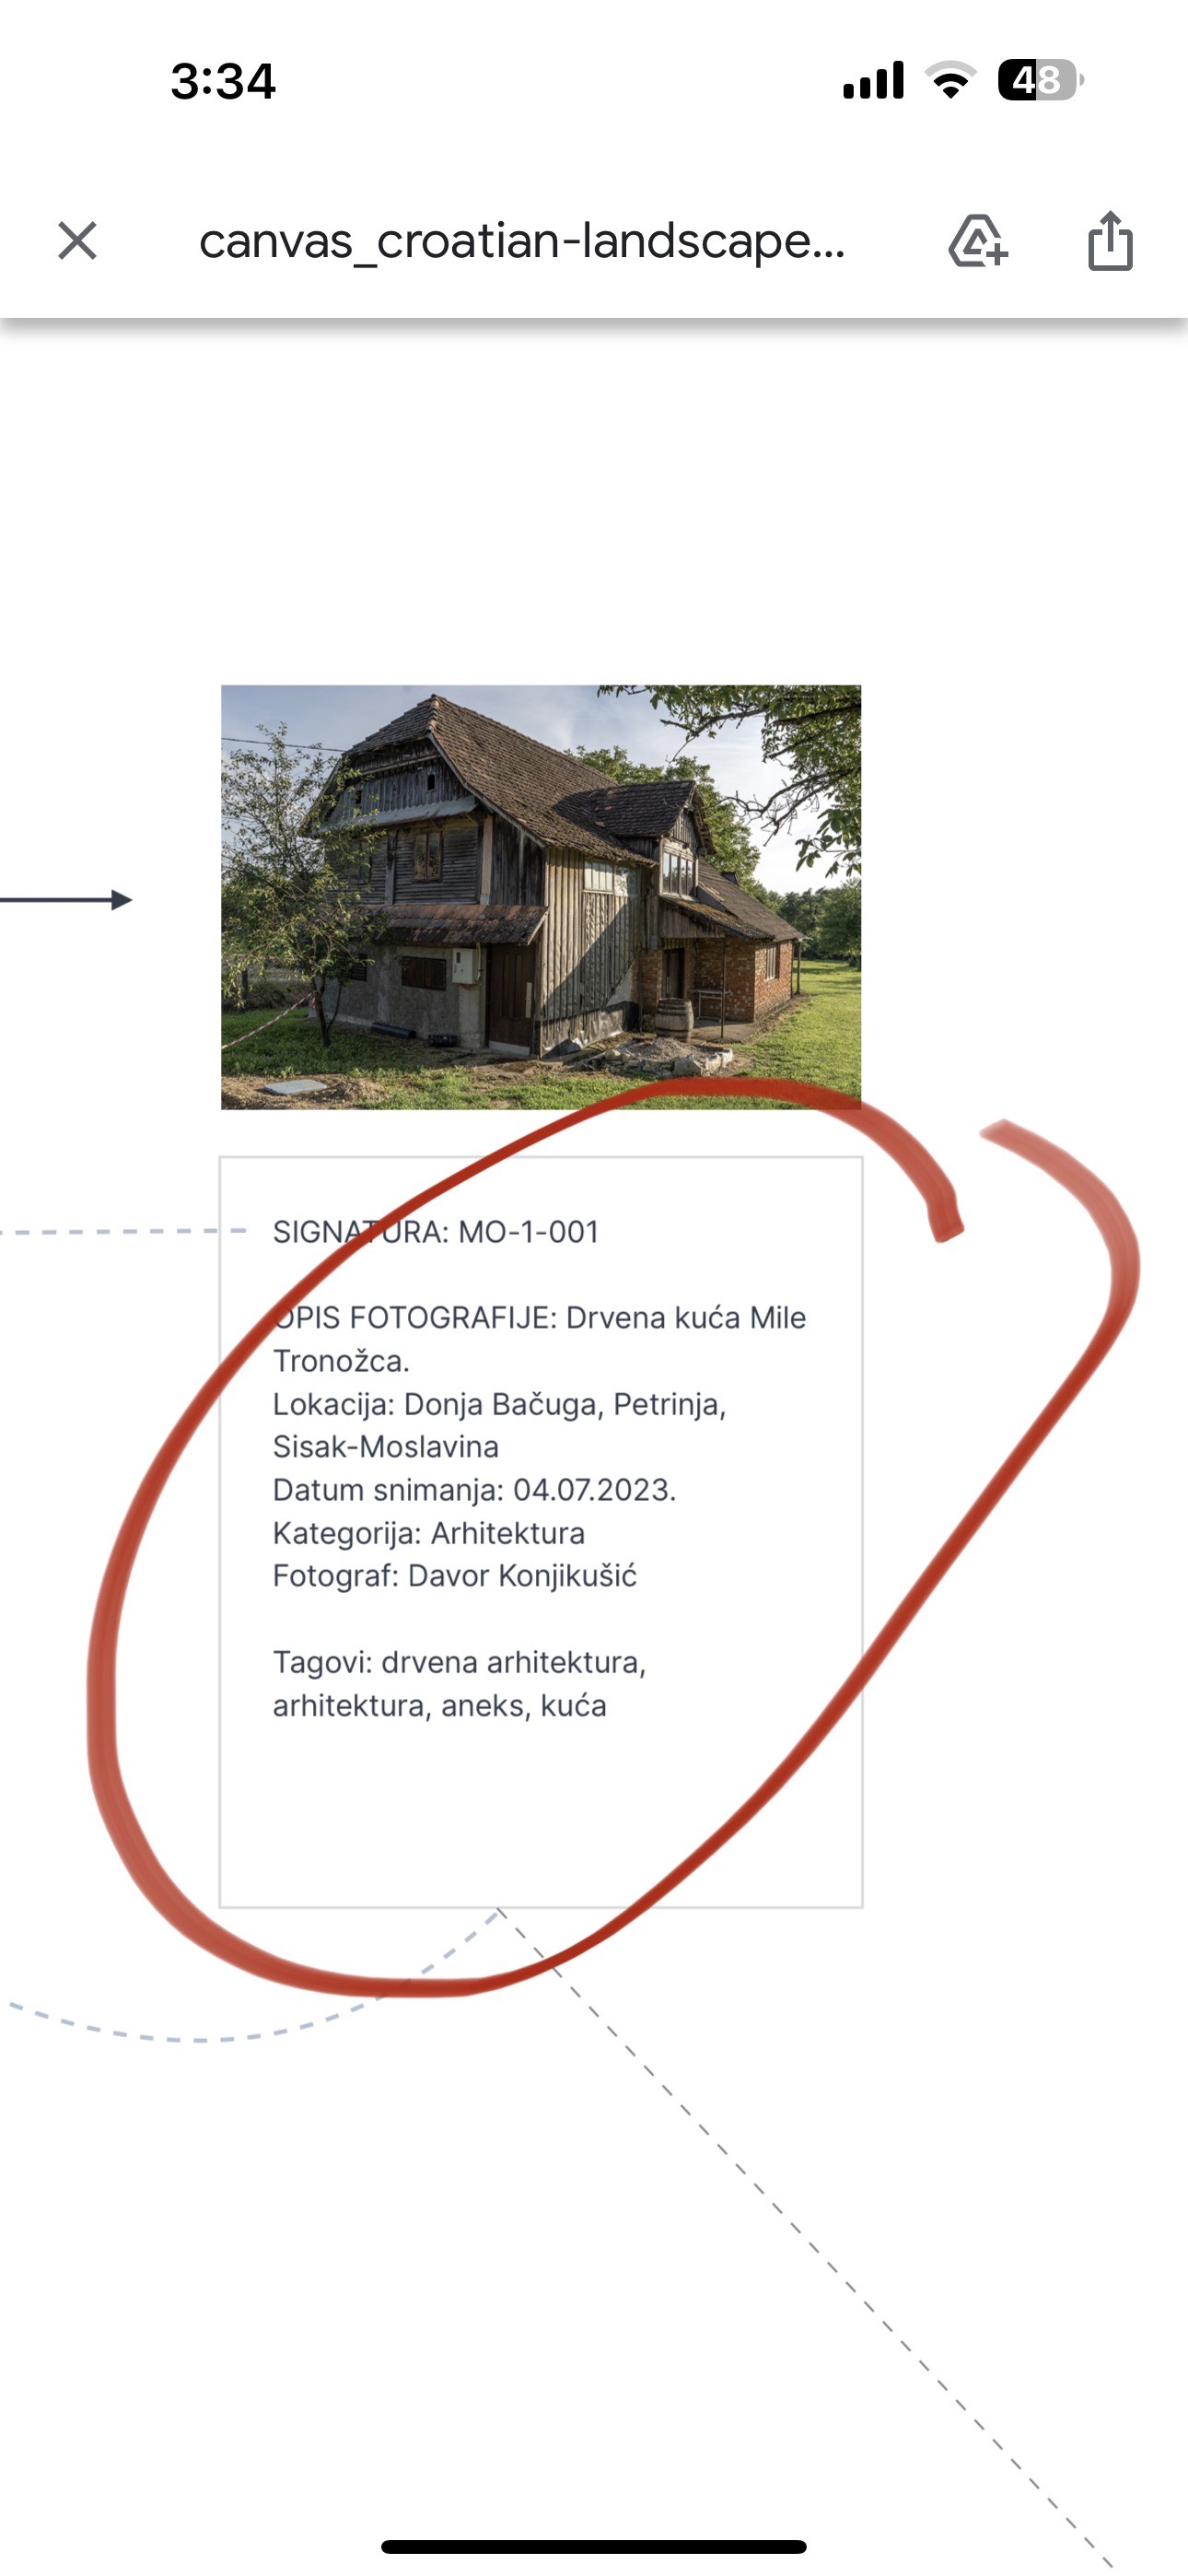 3:34
48
canvas_croatian-landscape...
SIGNATURA: MO-1-001
OPIS FOTOGRAFIJE: Drvena kuća Mile
Tronožca.
Lokacija: Donja Bačuga, Petrinja,
Sisak-Moslavina
Datum snimanja: 04.07.2023.
Kategorija: Arhitektura
Fotograf: Davor Konjikušić
Tagovi: drvena arhitektura,
arhitektura, aneks, kuća